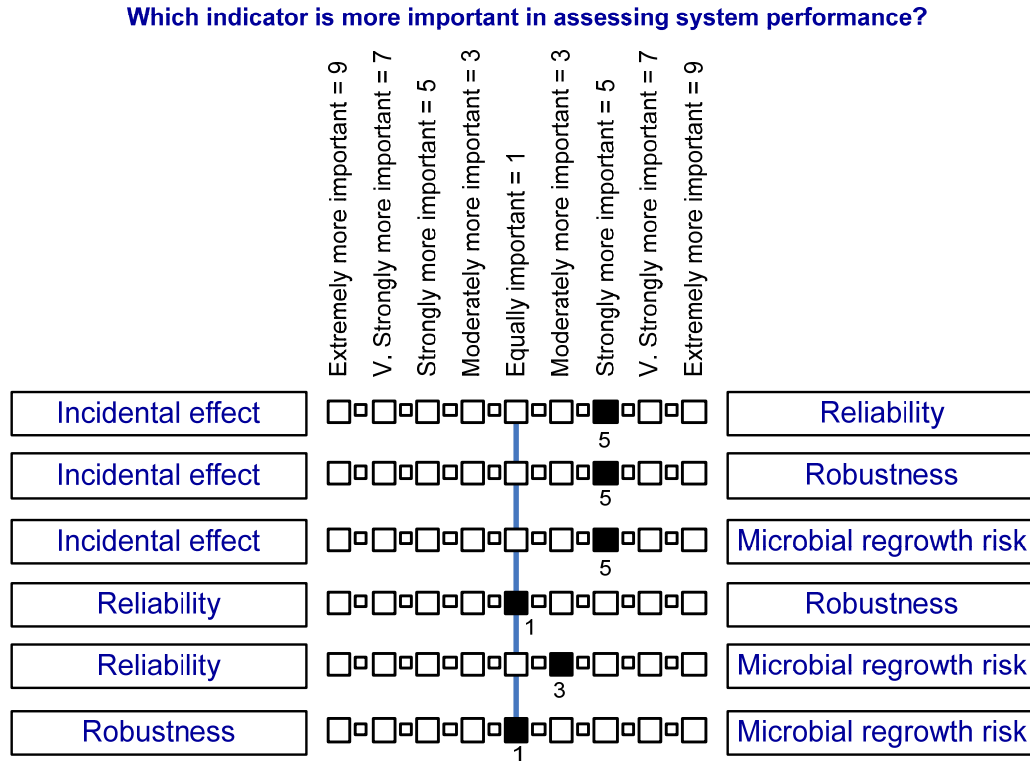 Which indicator is more important in assessing system performance?
Extremely more important = 9
V. Strongly more important = 7
Strongly more important = 5
Moderately more important = 3
Equally important = 1
Moderately more important = 3
Strongly more important = 5
V. Strongly more important = 7
Extremely more important = 9
Incidental effect
Reliability
5
Incidental effect
Robustness
5
Incidental effect
Microbial regrowth risk
5
Reliability
Robustness
1
Reliability
Microbial regrowth risk
3
Robustness
Microbial regrowth risk
1